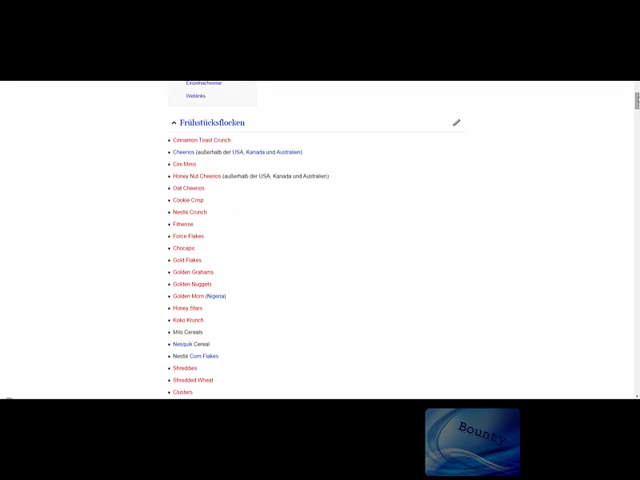 Einzelnachweise
Weblinks
Frühstücksflocken
Cinnamon Toast Crunch
Cheerios (außerhalb der USA, Kanada und Australien)
Cini Minis
Honey Nut Cheerios (außerhalb der USA, Kanada und Australien)
Oat Cheerios
Cookie Crisp
Nestlé Crunch
Fitnesse
Force Flakes
Chocapic
Gold Flakes
Golden Grahams
Golden Nuggets
Golden Morn (Nigeria)
Honey Stars
Koko Krunch
Milo Cereals
Nesquik Cereal
Nestlé Corn Flakes
Shreddies
Shredded Wheat
Clusters
Bounty